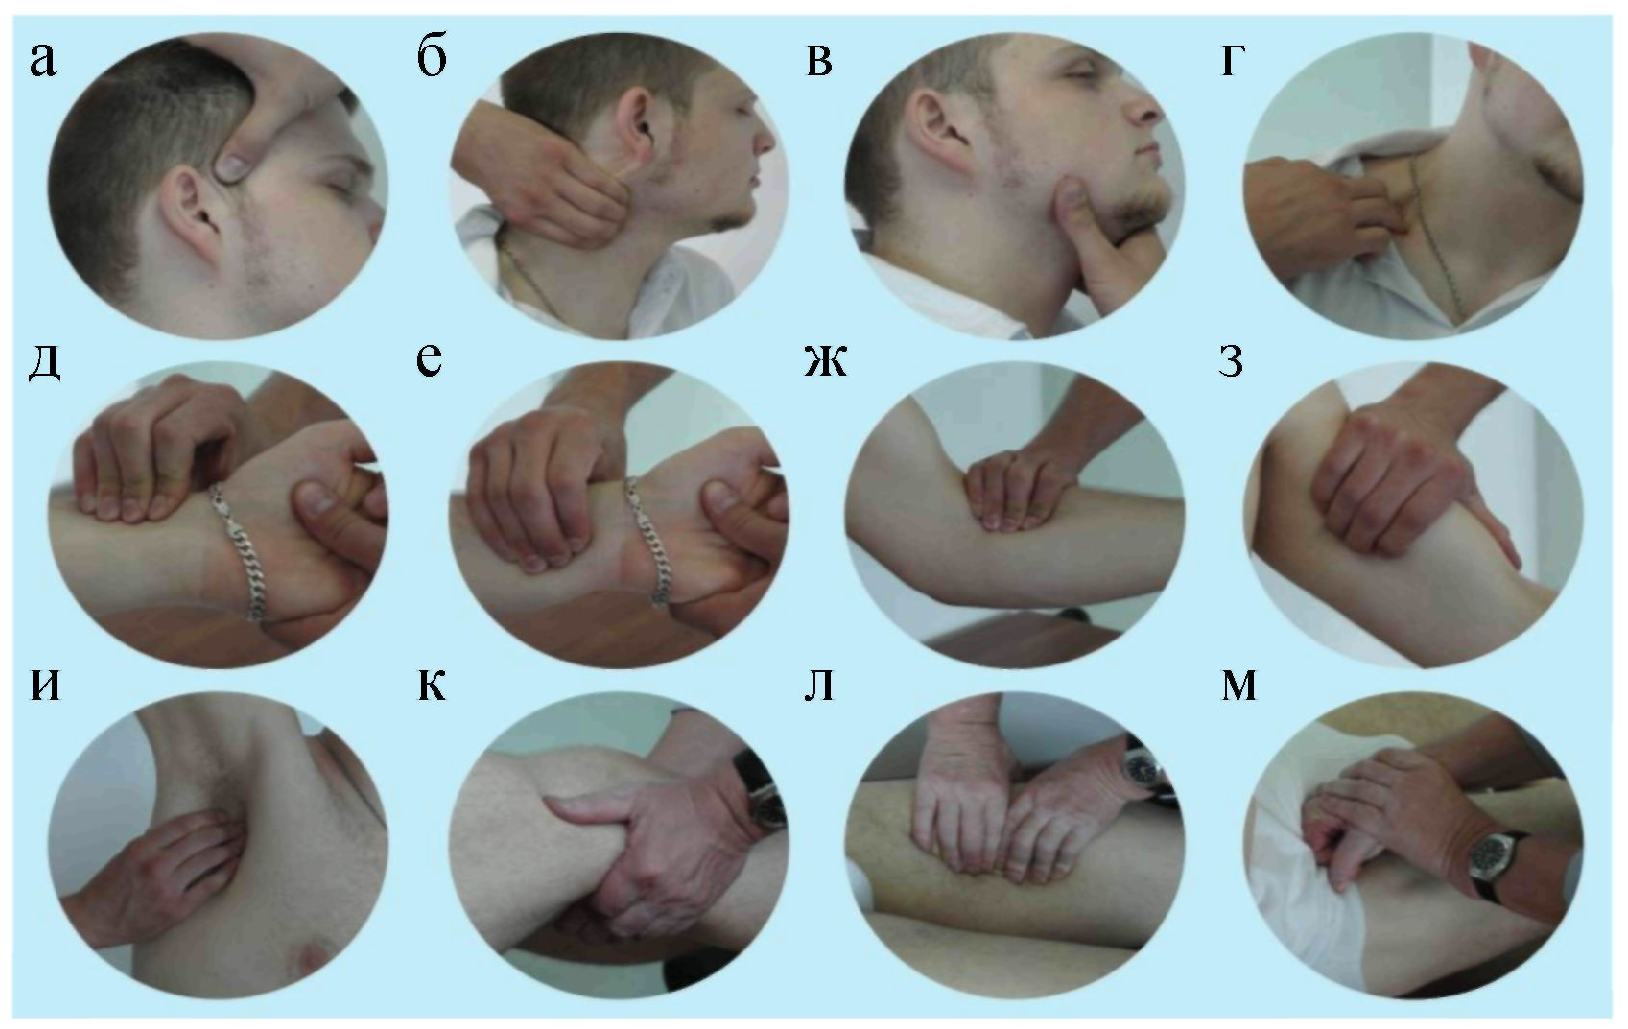 а б в г
д е ж з
и к л м